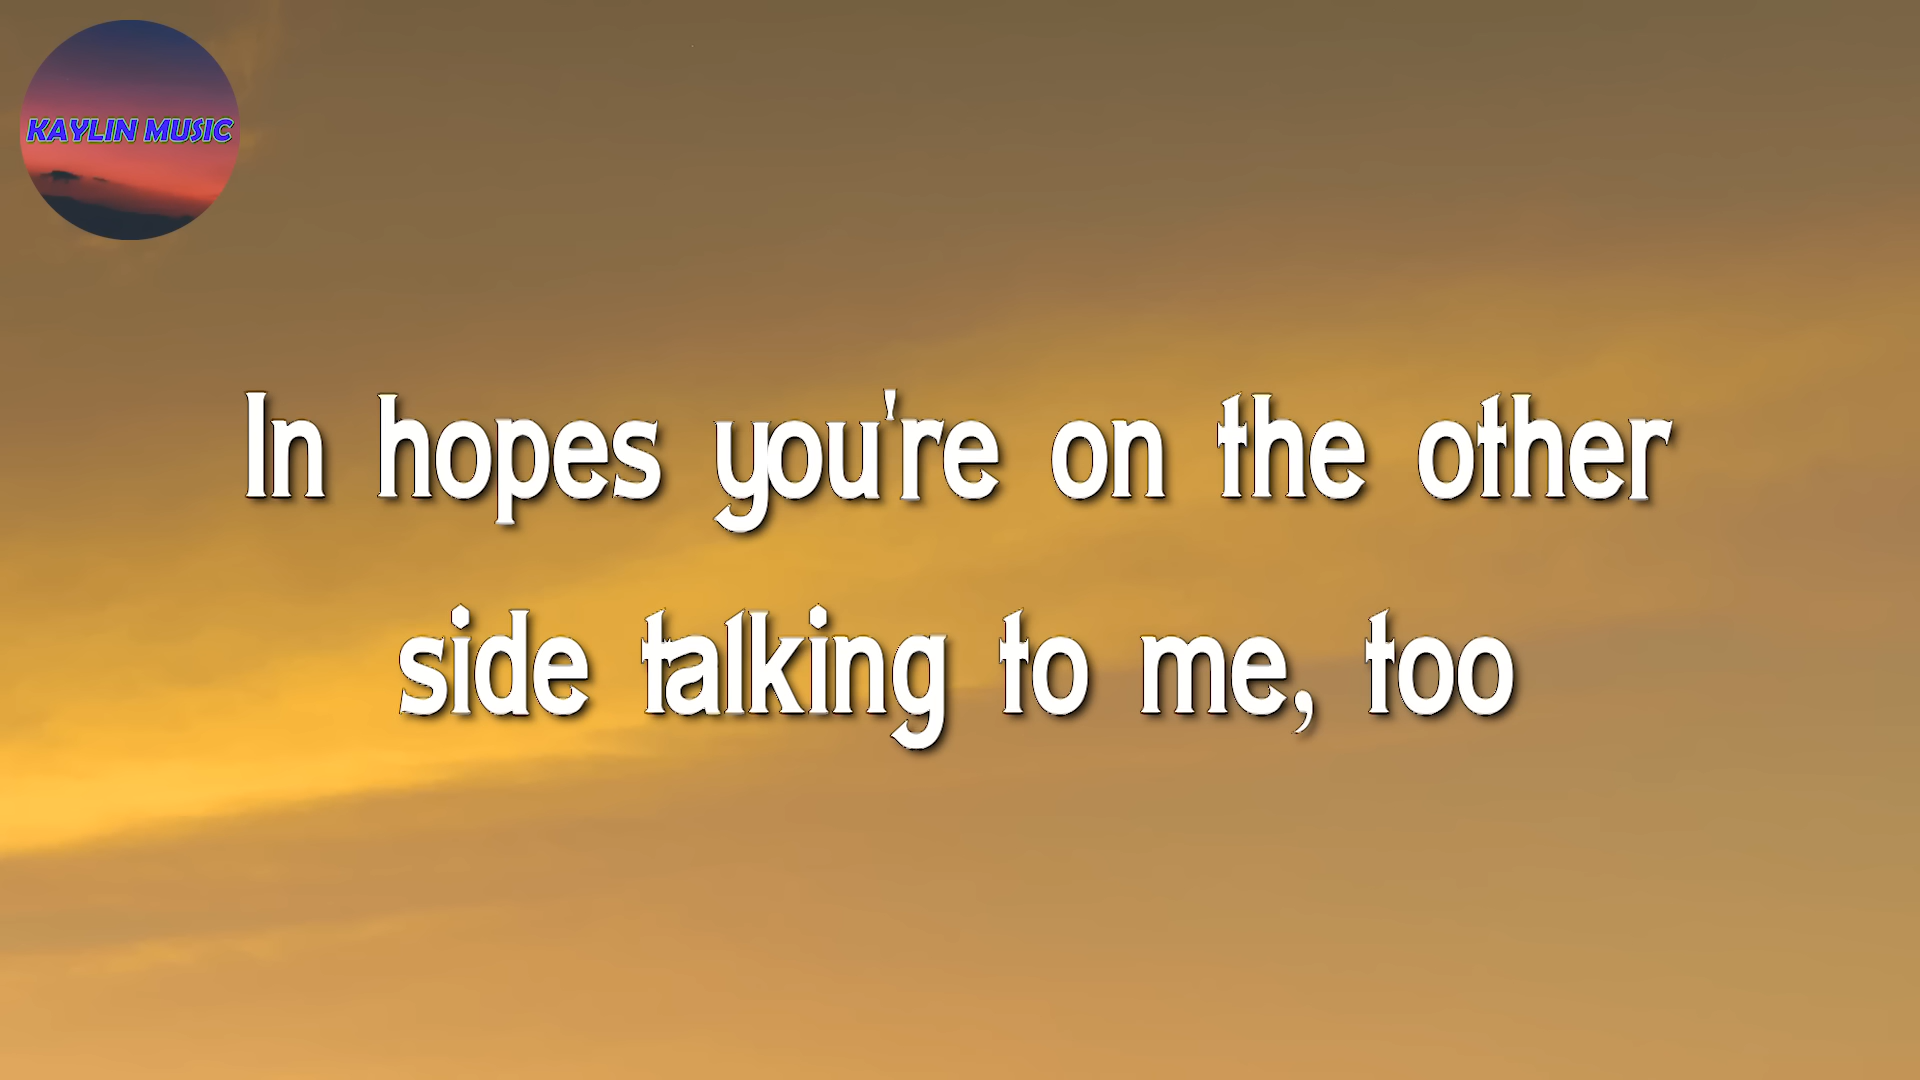 KAYLIN MUSIC
In hopes you're on the other
side talking to me, too